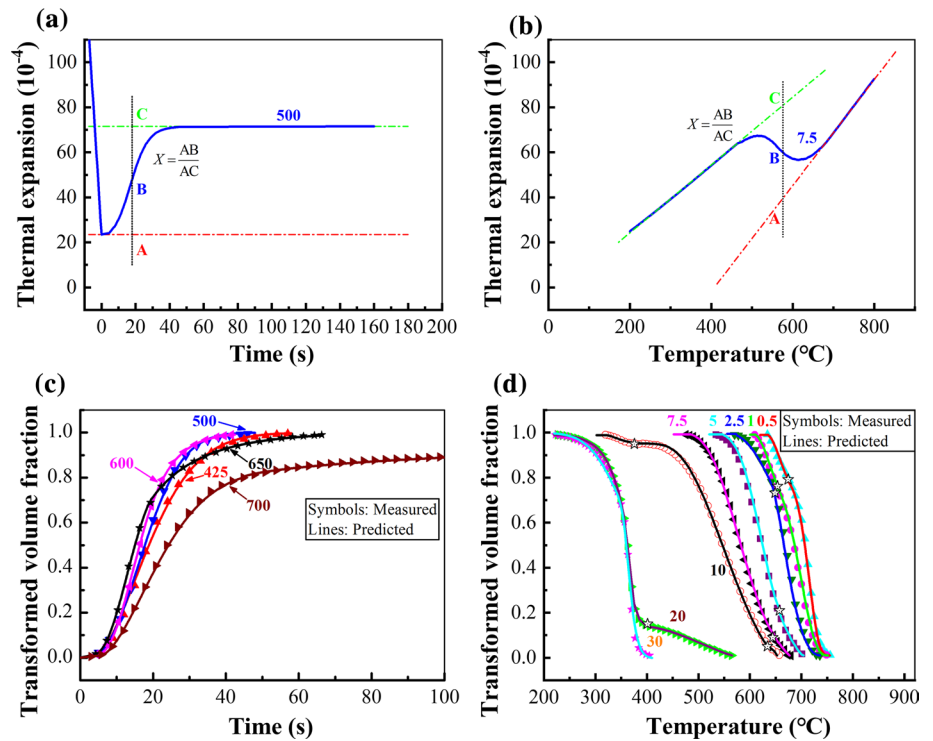 (a)
Thermal expansion (10⁻⁴)
100
80
60
40
20
0
C
500
X = AB/AC
B
A
0 20 40 60 80 100 120 140 160 180 200
Time (s)
(b)
Thermal expansion (10⁻⁴)
100
80
60
40
20
0
C
X = AB/AC
B
7.5
A
0 200 400 600 800
Temperature (°C)
(c)
Transformed volume fraction
1.0
0.8
0.6
0.4
0.2
0.0
500
600
650
425
700
Symbols: Measured
Lines: Predicted
0 20 40 60 80 100
Time (s)
(d)
Transformed volume fraction
1.0
0.8
0.6
0.4
0.2
0.0
7.5 5 2.5 1 0.5
Symbols: Measured
Lines: Predicted
10
20
30
200 300 400 500 600 700 800 900
Temperature (°C)